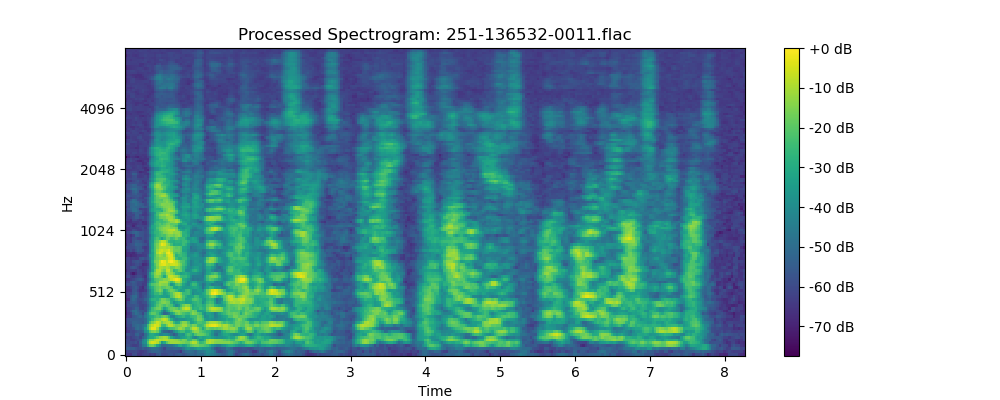 Processed Spectrogram: 251-136532-0011.flac
+0 dB
-10 dB
-20 dB
-30 dB
-40 dB
-50 dB
-60 dB
-70 dB
4096
2048
1024
512
0
Hz
0 1 2 3 4 5 6 7 8
Time